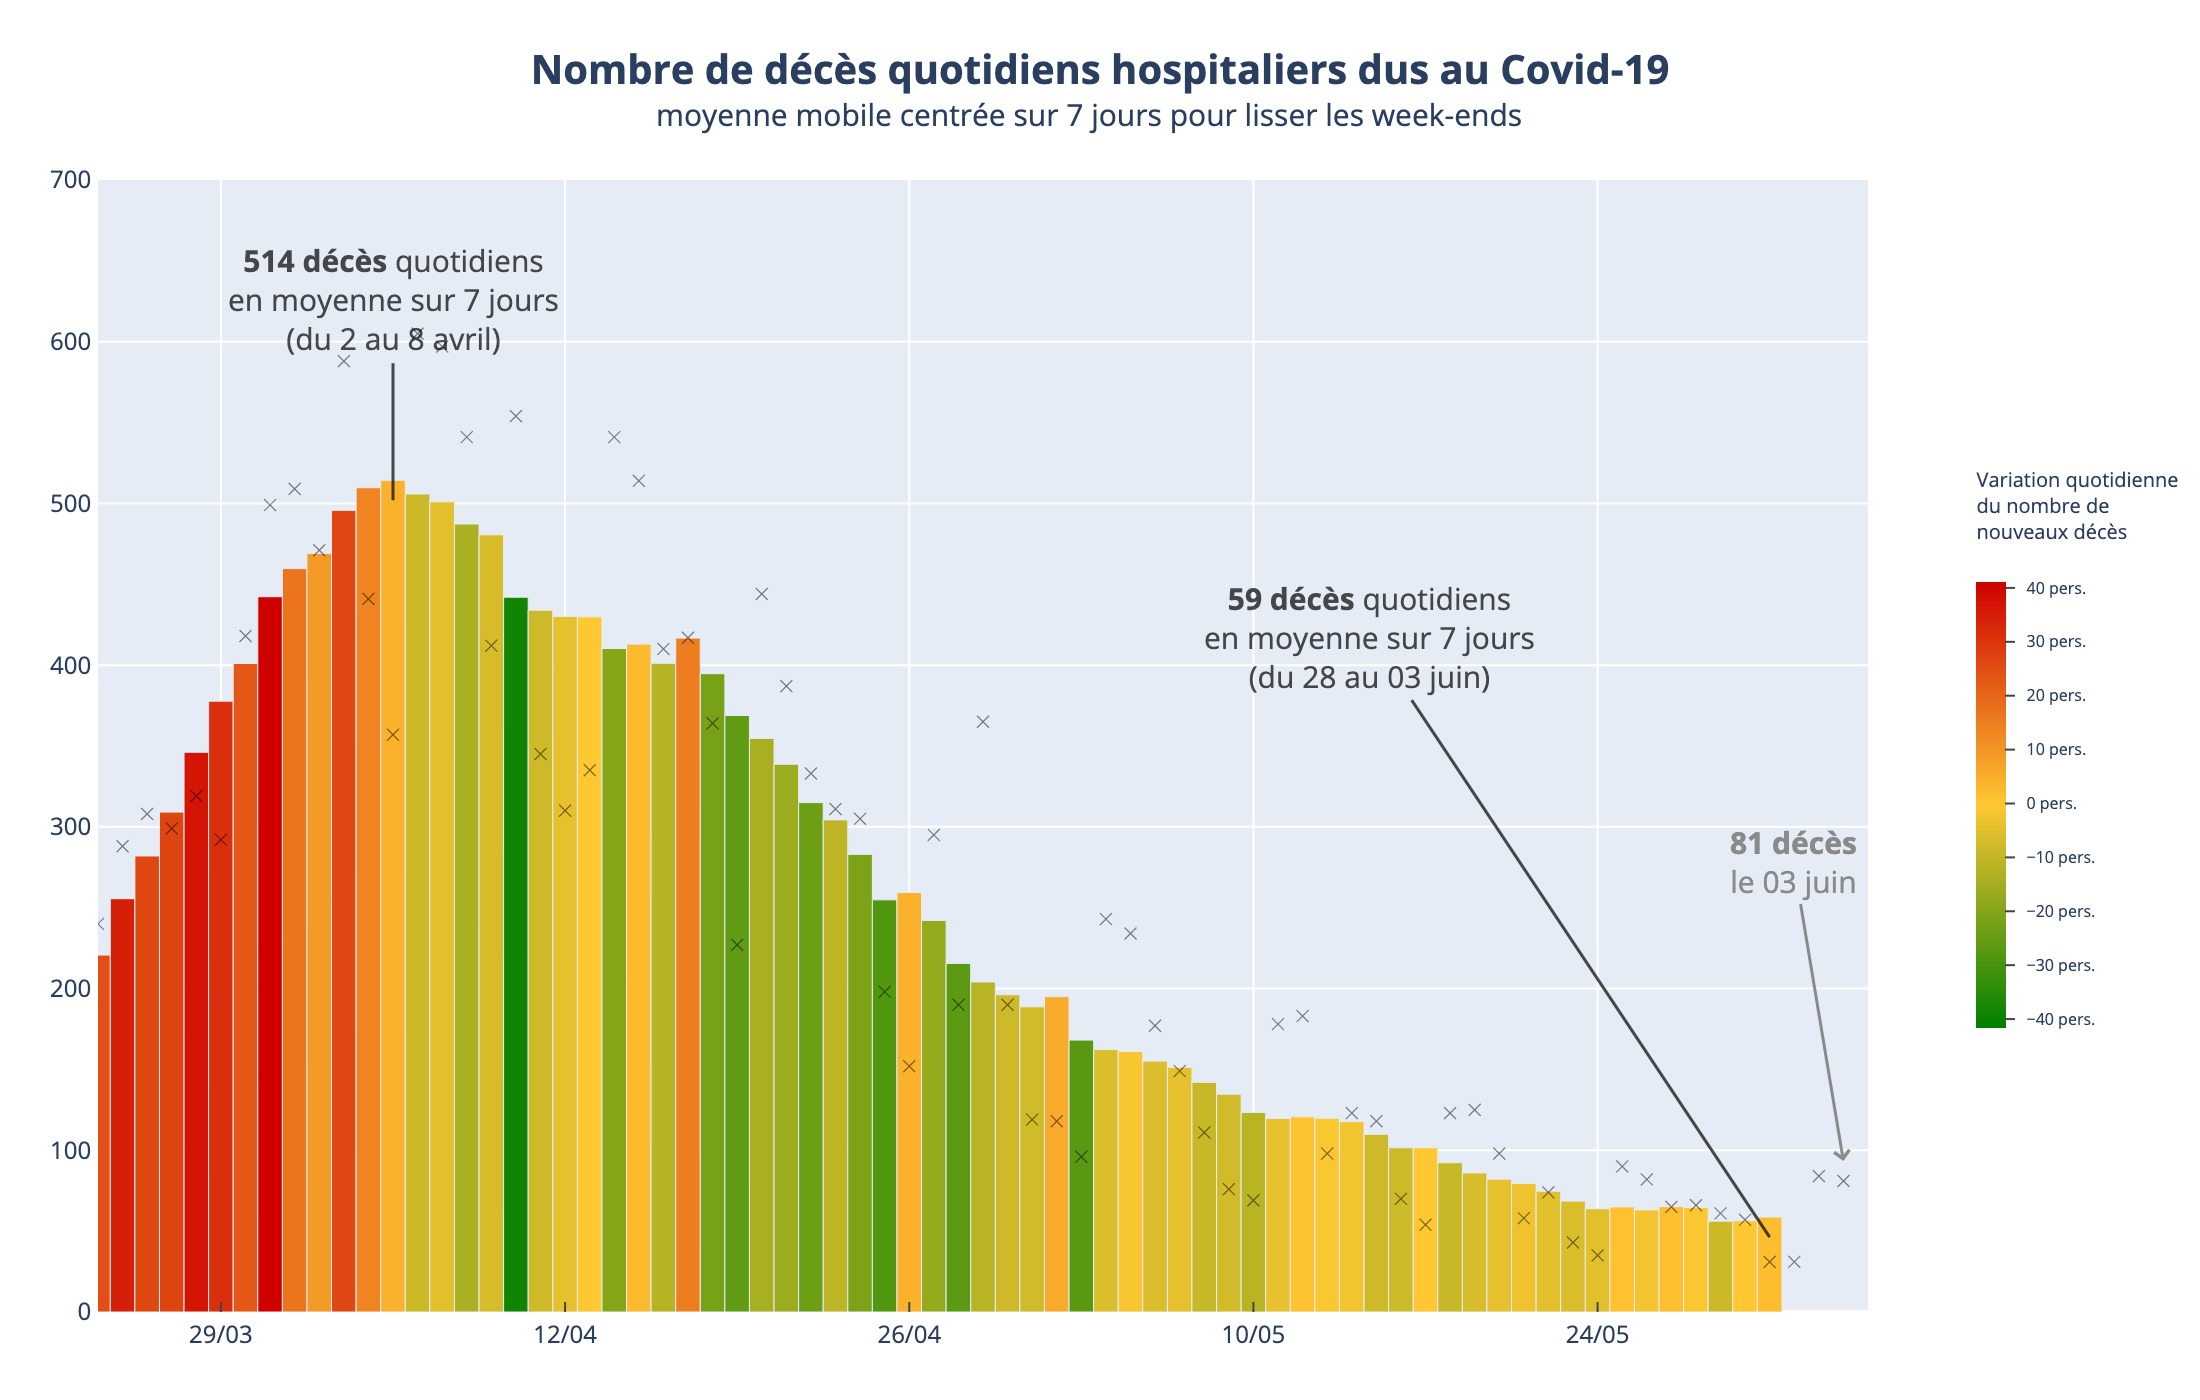 Nombre de décès quotidiens hospitaliers dus au Covid-19
moyenne mobile centrée sur 7 jours pour lisser les week-ends
700
600
500
400
300
200
100
0
514 décès quotidiens
en moyenne sur 7 jours
(du 2 au 8 avril)
59 décès quotidiens
en moyenne sur 7 jours
(du 28 au 03 juin)
81 décès
le 03 juin
29/03
12/04
26/04
10/05
24/05
Variation quotidienne
du nombre de
nouveaux décès
40 pers.
30 pers.
20 pers.
10 pers.
0 pers.
−10 pers.
−20 pers.
−30 pers.
−40 pers.